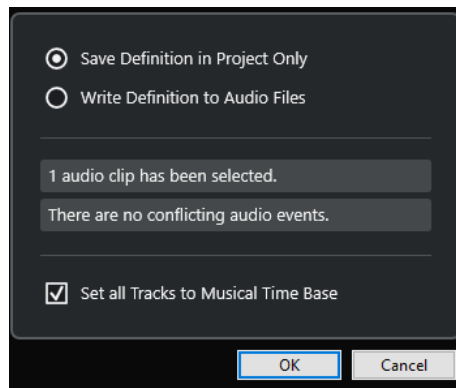 Save Definition in Project Only
Write Definition to Audio Files
1 audio clip has been selected.
There are no conflicting audio events.
Set all Tracks to Musical Time Base
OK
Cancel